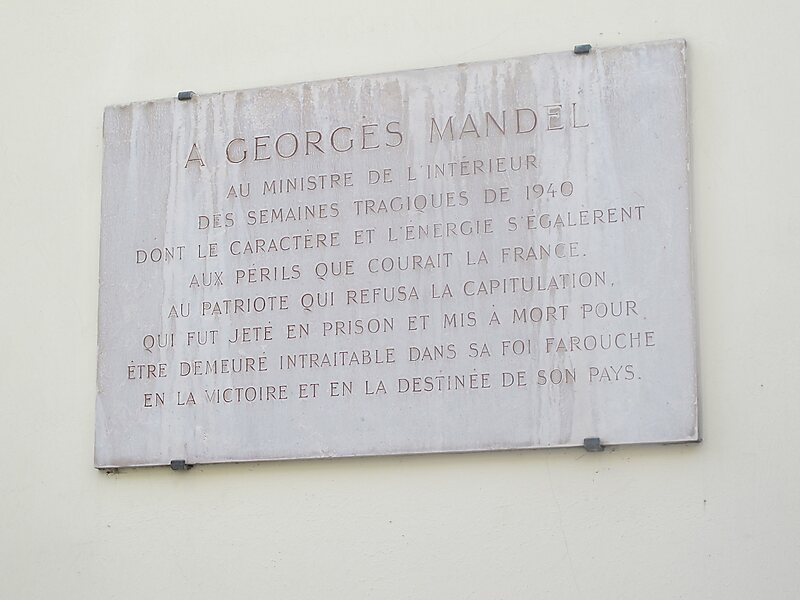 A GEORGES MANDEL
AU MINISTRE DE L'INTÉRIEUR
DES SEMAINES TRAGIQUES DE 1940
DONT LE CARACTÈRE ET L'ÉNERGIE S'ÉGALÈRENT
AUX PÉRILS QUE COURAIT LA FRANCE.
AU PATRIOTE QUI REFUSA LA CAPITULATION,
QUI FUT JETÉ EN PRISON ET MIS À MORT POUR
ÊTRE DEMEURÉ INTRAITABLE DANS SA FOI FAROUCHE
EN LA VICTOIRE ET EN LA DESTINÉE DE SON PAYS.